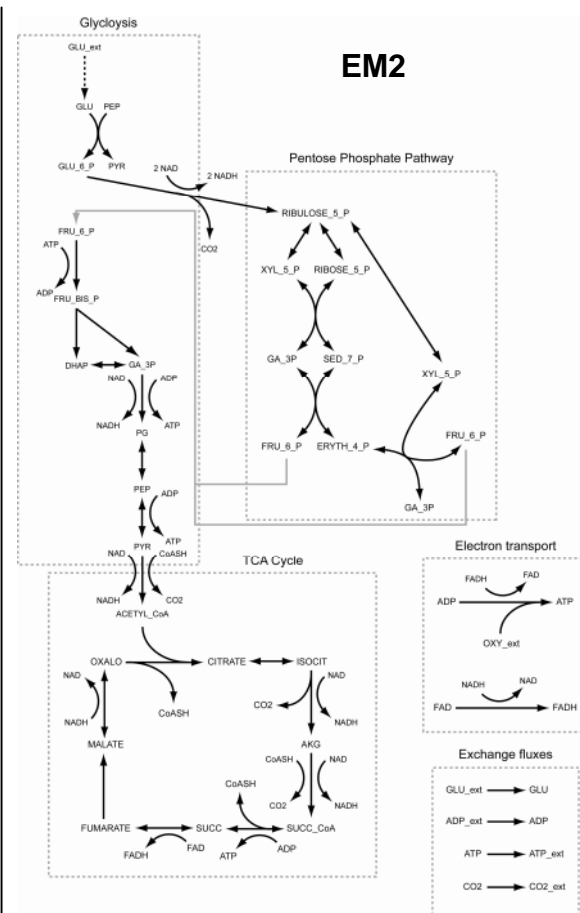 Glycloysis
EM2
GLU_ext
GLU PEP
GLU_6_P PYR
2 NAD 2 NADH
CO2
Pentose Phosphate Pathway
RIBULOSE_5_P
XYL_5_P RIBOSE_5_P
GA_3P SED_7_P
XYL_5_P
FRU_6_P ERYTH_4_P FRU_6_P
GA_3P
FRU_6_P
ATP
ADP
FRU_BIS_P
DHAP GA_3P
NAD ADP
NADH ATP
PG
PEP
ADP
ATP
PYR
NAD CoASH
NADH CO2
TCA Cycle
ACETYL_CoA
OXALO CITRATE ISOCIT
NAD NAD
CO2
CoASH
NADH NADH
MALATE AKG
CoASH NAD
CoASH
CO2 NADH
FUMARATE SUCC SUCC_CoA
FADH FAD ATP ADP
Electron transport
FADH FAD
ADP ATP
OXY_ext
NADH NAD
FAD FADH
Exchange fluxes
GLU_ext GLU
ADP_ext ADP
ATP ATP_ext
CO2 CO2_ext